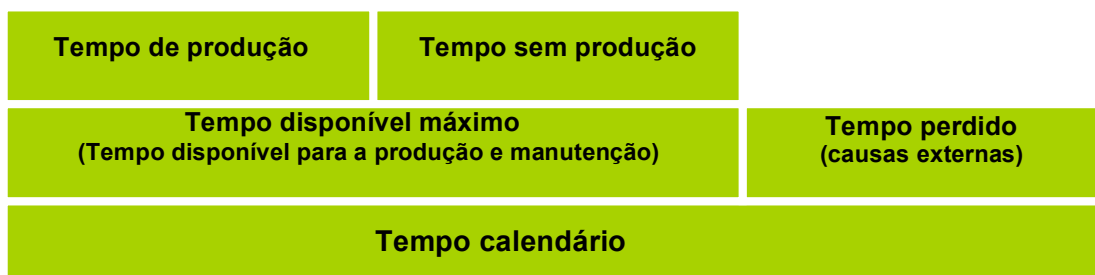 Tempo de produção
Tempo sem produção
Tempo disponível máximo
(Tempo disponível para a produção e manutenção)
Tempo perdido
(causas externas)
Tempo calendário